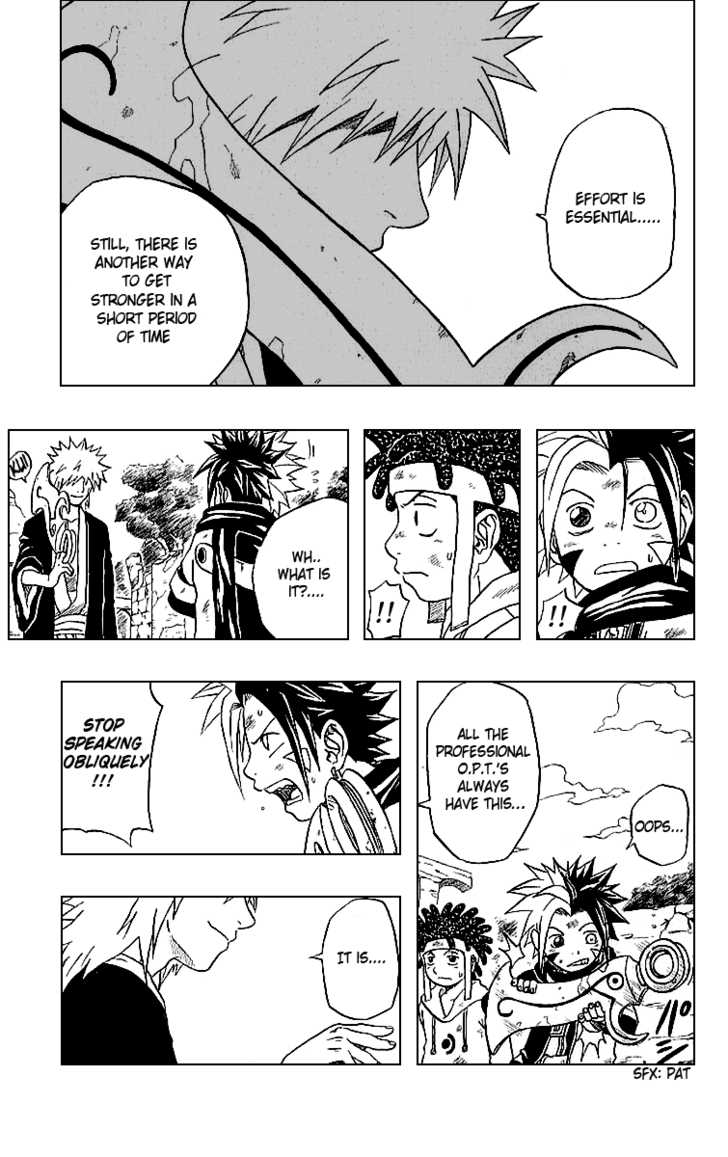 EFFORT IS
ESSENTIAL.....
STILL, THERE IS
ANOTHER WAY
TO GET
STRONGER IN A
SHORT PERIOD
OF TIME
!!
!!
WH..
WHAT IS
IT?....
ALL THE
PROFESSIONAL
O.P.T.'S
ALWAYS
HAVE THIS...
OOPS...
SFX: PAT
STOP
SPEAKING
OBLIQUELY
!!!
IT IS....